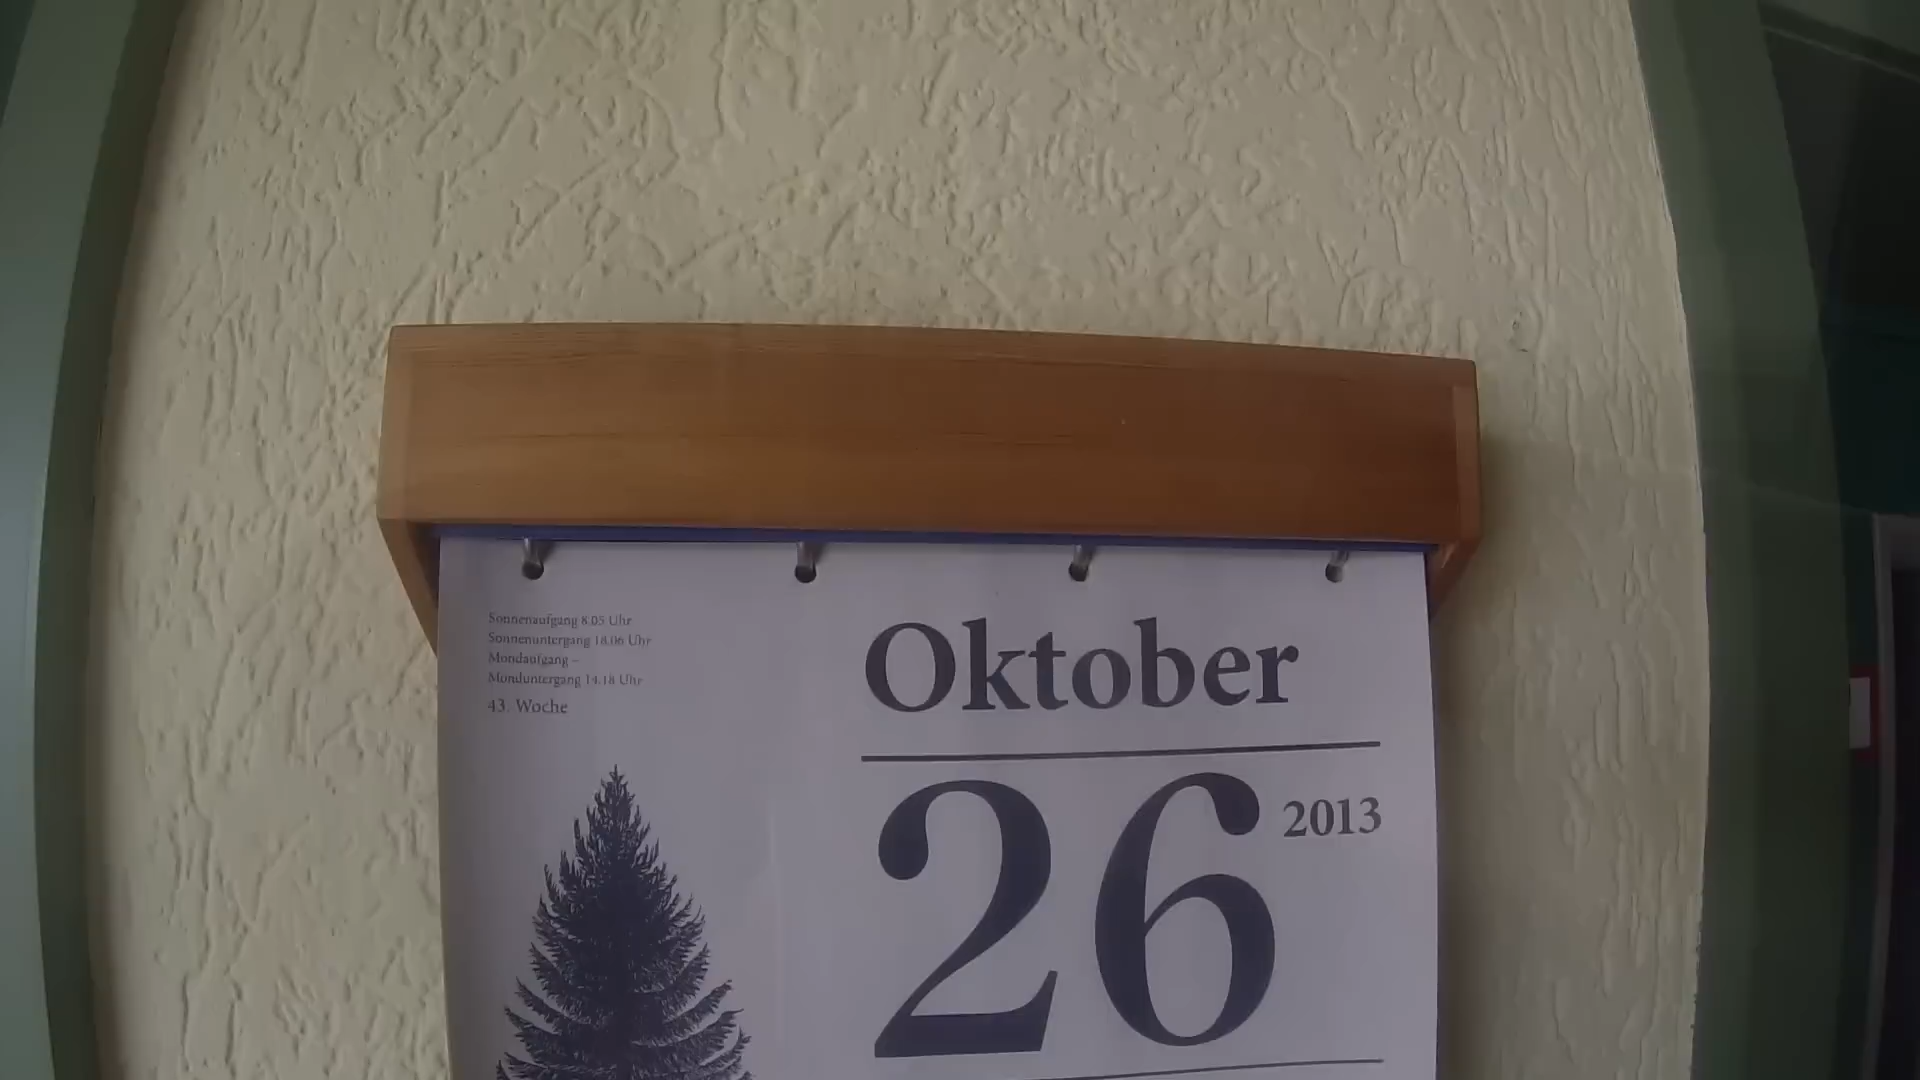 Sonnenaufgang 8.05 Uhr
Sonnenuntergang 18.06 Uhr
Mondaufgang –
Monduntergang 14.18 Uhr
43. Woche
Oktober
26
2013